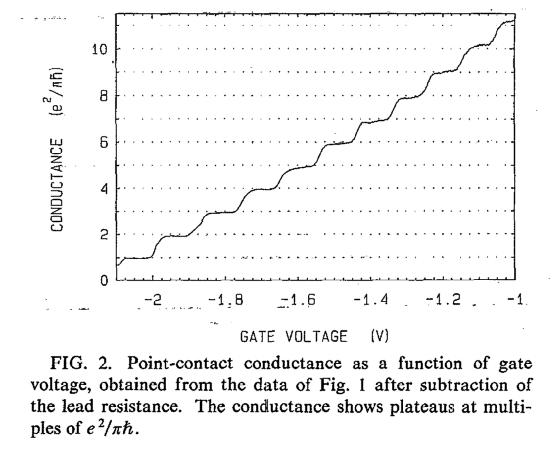 10
8
6
4
2
0
CONDUCTANCE (e²/πħ)
-2 -1.8 -1.6 -1.4 -1.2 -1.
GATE VOLTAGE (V)
FIG. 2. Point-contact conductance as a function of gate
voltage, obtained from the data of Fig. 1 after subtraction of
the lead resistance. The conductance shows plateaus at multi-
ples of e²/πħ.